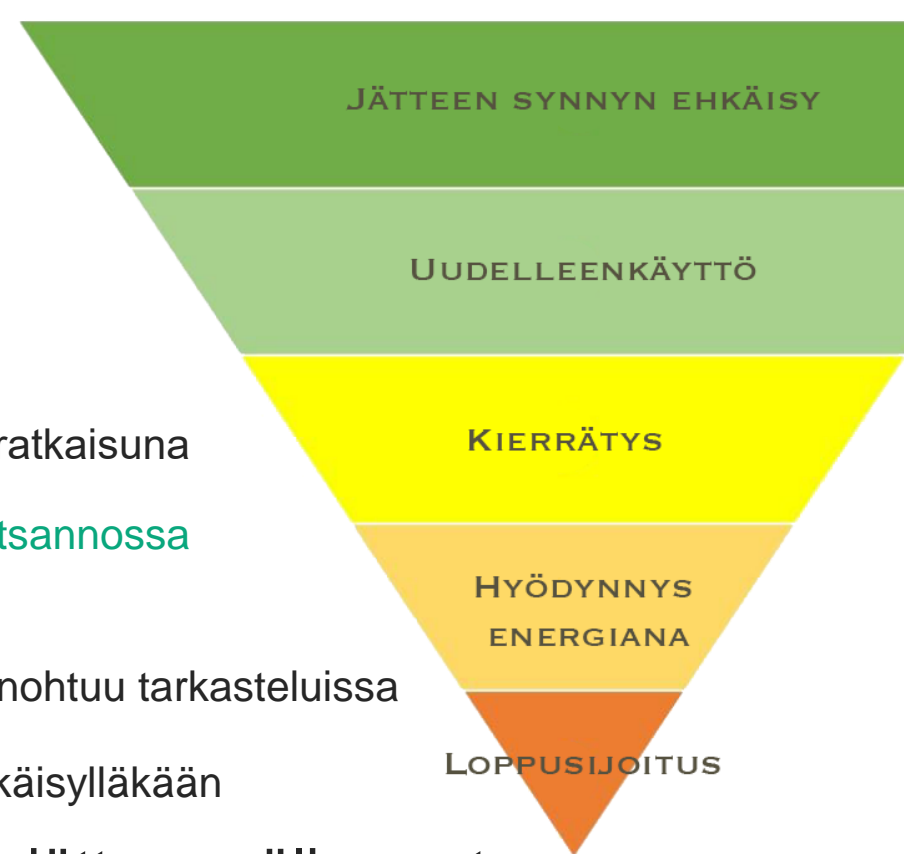 JÄTTEEN SYNNYN EHKÄISY
UUDELLEENKÄYTTÖ
KIERRÄTYS
HYÖDYNNYS
ENERGIANA
LOPPUSIJOITUS
ratkaisuna
tsannossa
nohtuu tarkasteluissa
käisylläkään